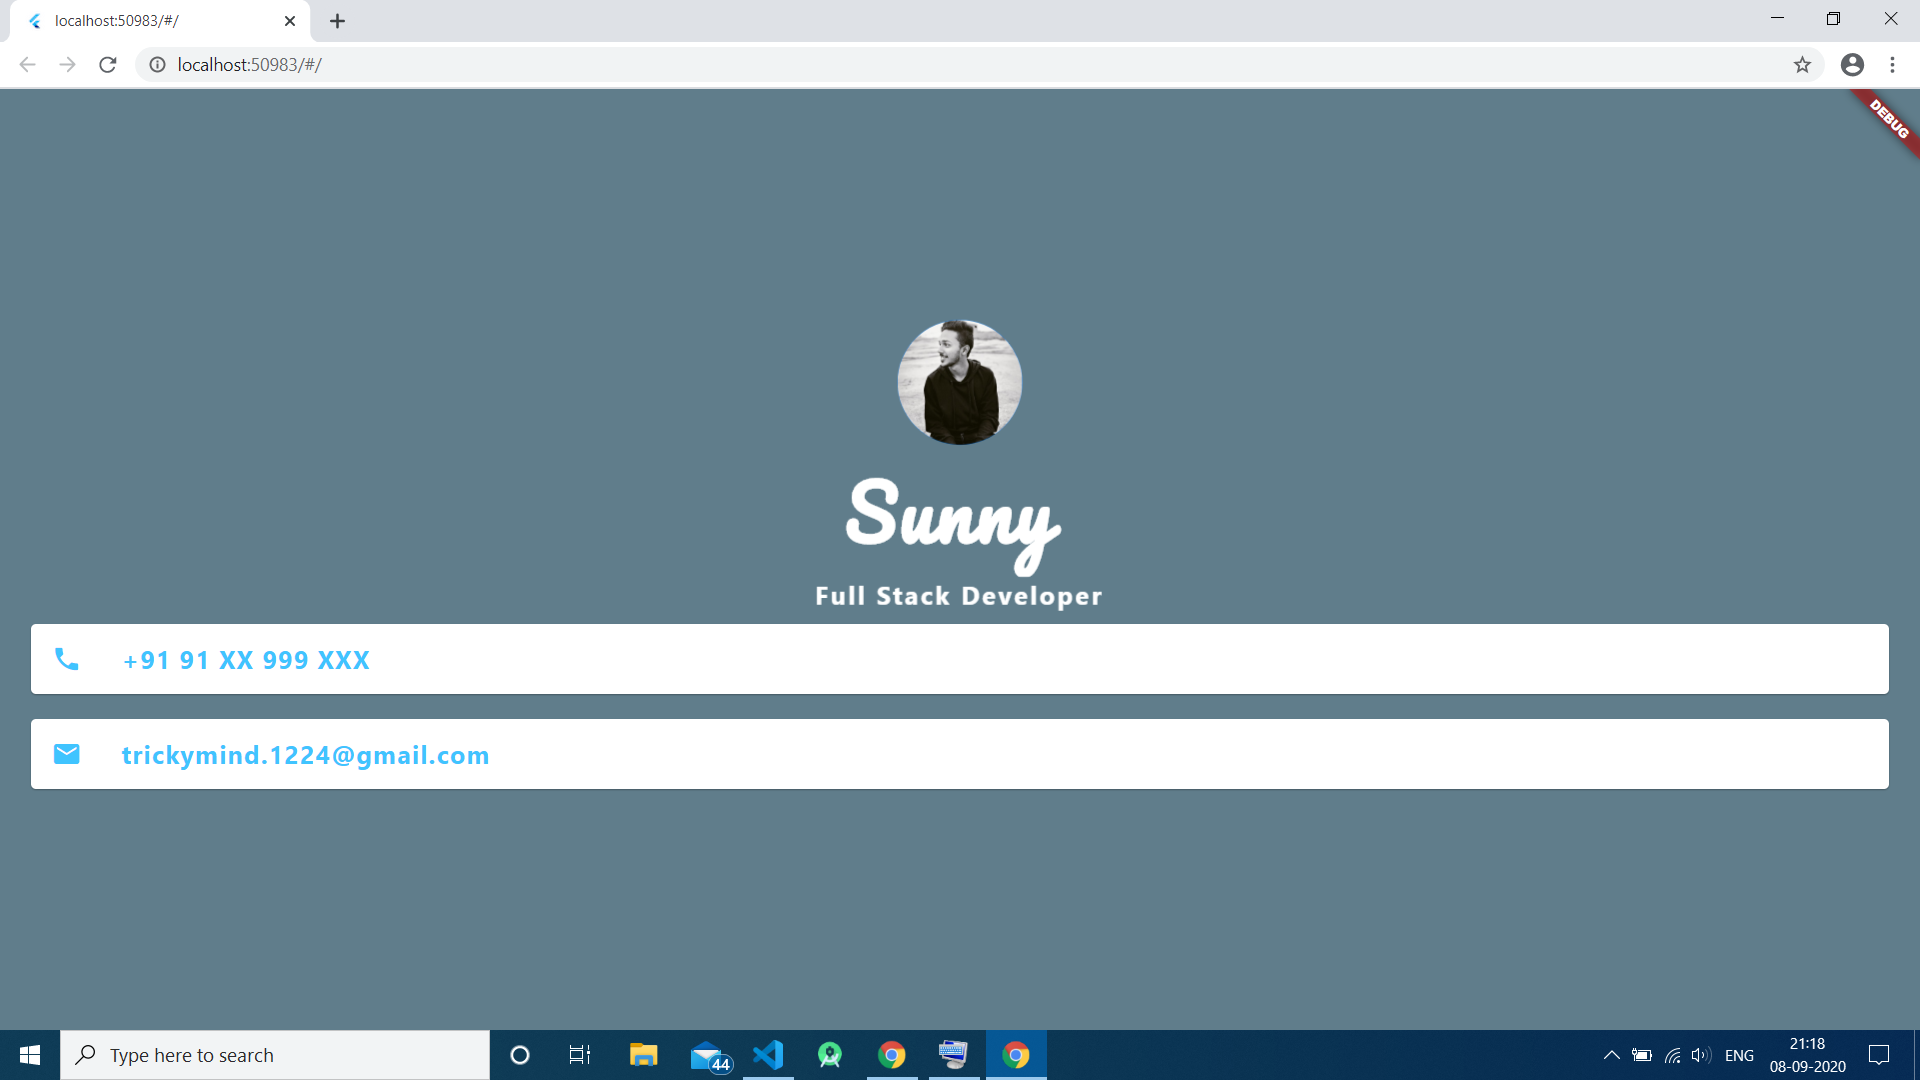 localhost:50983/#/
localhost:50983/#/
DEBUG
Sunny
Full Stack Developer
+91 91 XX 999 XXX
trickymind.1224@gmail.com
Type here to search
44
ENG
21:18
08-09-2020